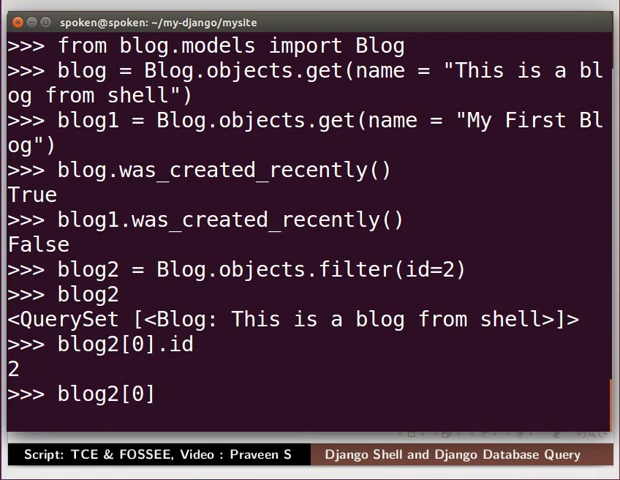 spoken@spoken: ~/my-django/mysite
>>> from blog.models import Blog
>>> blog = Blog.objects.get(name = "This is a bl
og from shell")
>>> blog1 = Blog.objects.get(name = "My First Bl
og")
>>> blog.was_created_recently()
True
>>> blog1.was_created_recently()
False
>>> blog2 = Blog.objects.filter(id=2)
>>> blog2
<QuerySet [<Blog: This is a blog from shell>]>
>>> blog2[0].id
2
>>> blog2[0]
Script: TCE & FOSSEE, Video : Praveen S
Django Shell and Django Database Query